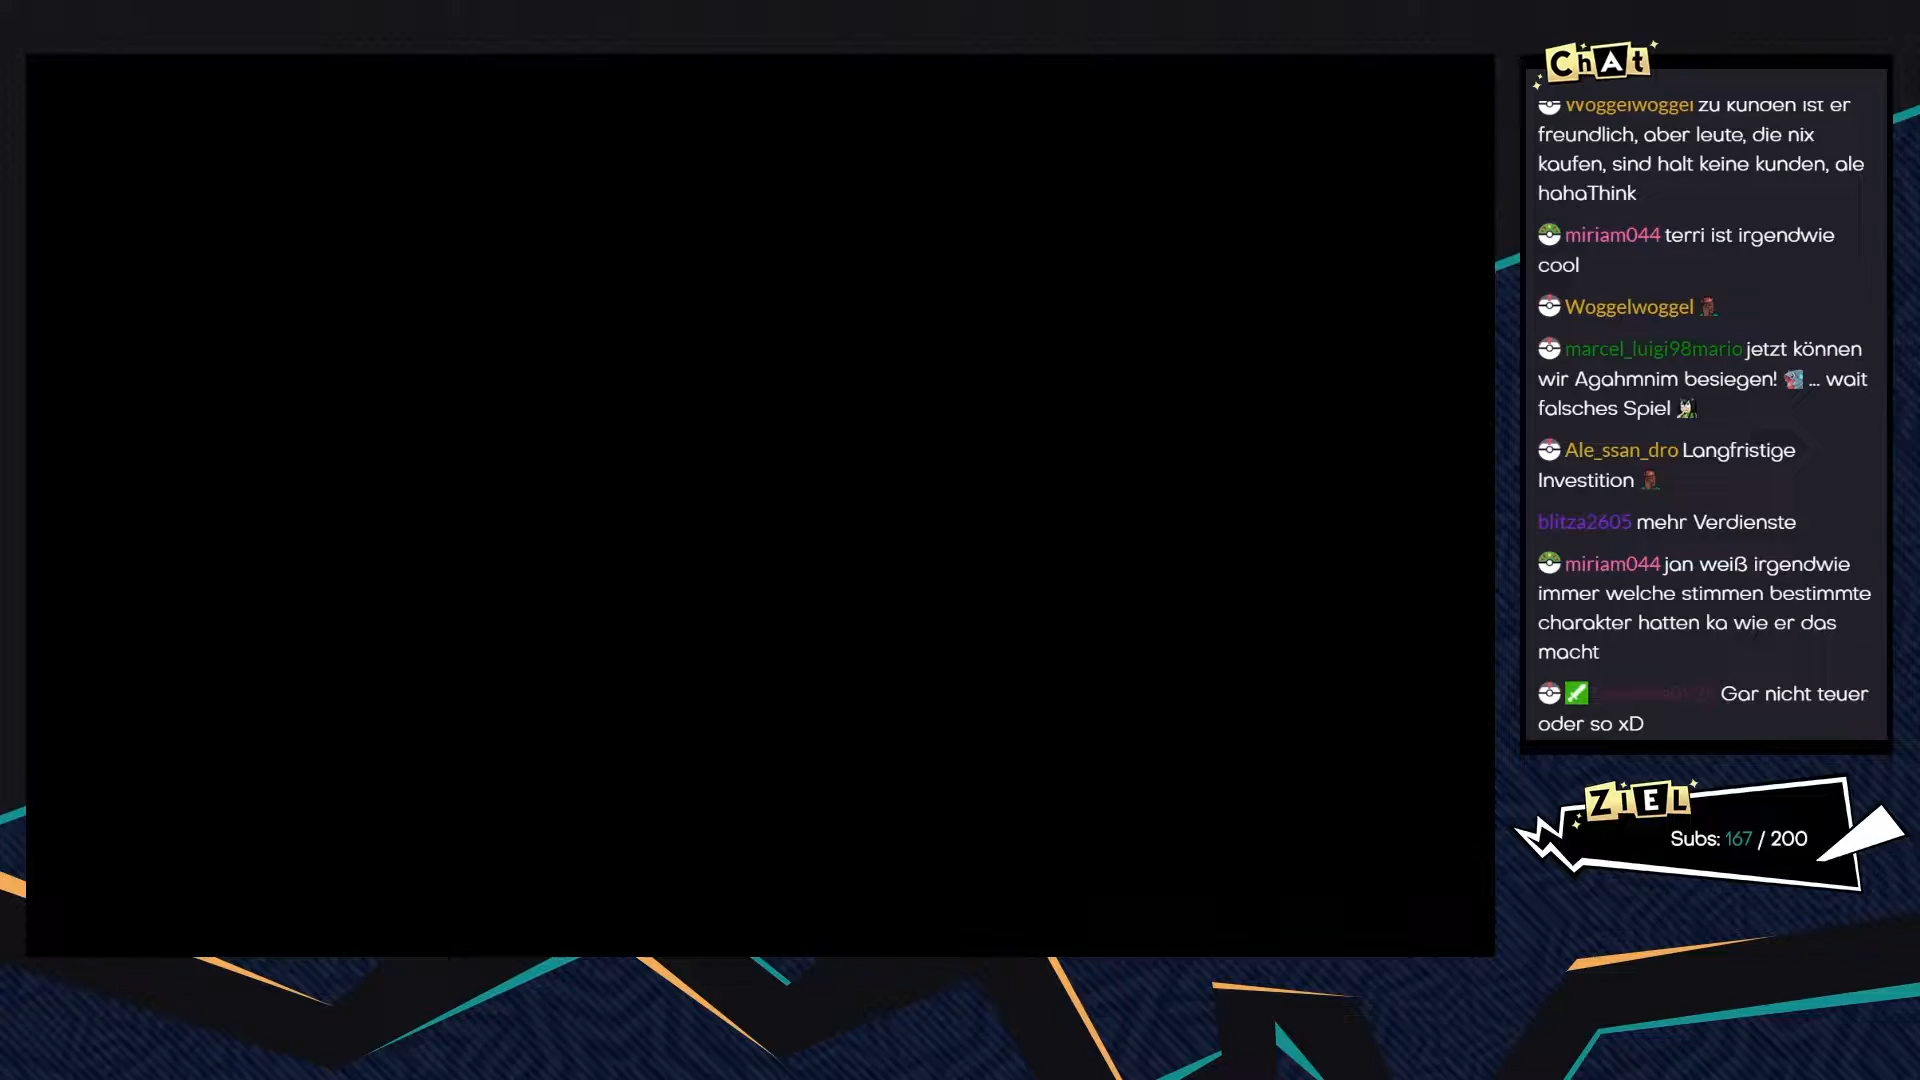 ChAt
Woggelwoggel zu kunden ist er
freundlich, aber leute, die nix
kaufen, sind halt keine kunden, ale
hahaThink
miriam044 terri ist irgendwie
cool
Woggelwoggel
marcel_luigi98mario jetzt können
wir Agahmnim besiegen! ... wait
falsches Spiel
Ale_ssan_dro Langfristige
Investition
blitza2605 mehr Verdienste
miriam044 jan weiß irgendwie
immer welche stimmen bestimmte
charakter hatten ka wie er das
macht
Gar nicht teuer
oder so xD
ZiEL
Subs: 167 / 200